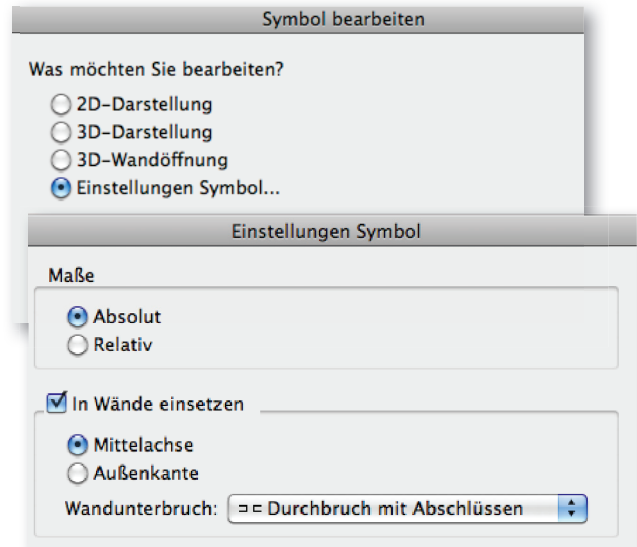 Symbol bearbeiten
Was möchten Sie bearbeiten?
2D-Darstellung
3D-Darstellung
3D-Wandöffnung
Einstellungen Symbol...
Einstellungen Symbol
Maße
Absolut
Relativ
In Wände einsetzen
Mittelachse
Außenkante
Wandunterbruch: Durchbruch mit Abschlüssen